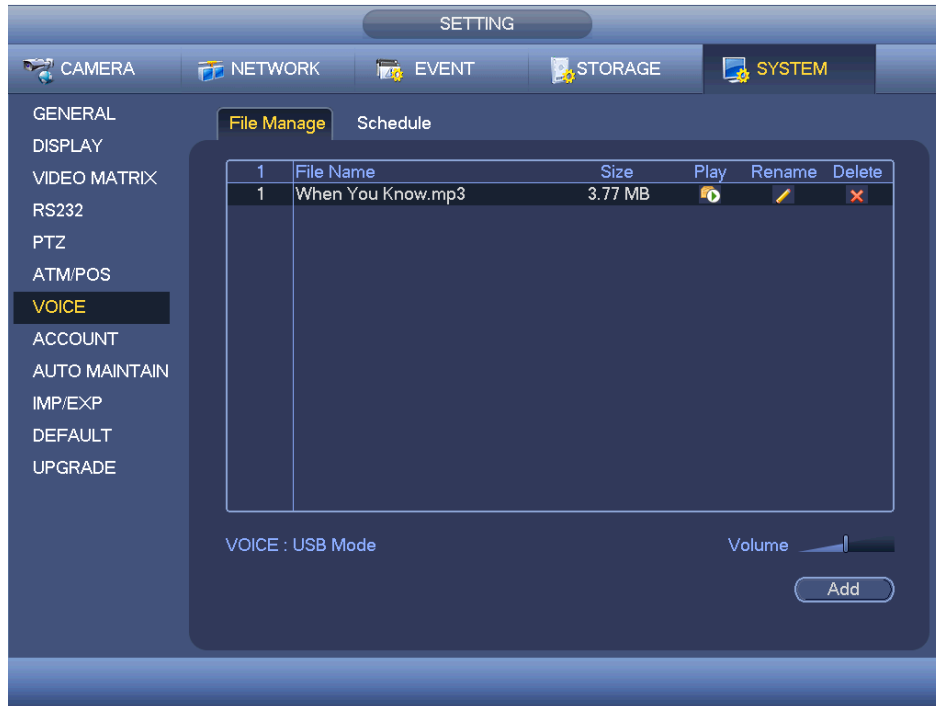 SETTING
CAMERA NETWORK EVENT STORAGE SYSTEM
GENERAL
DISPLAY
VIDEO MATRIX
RS232
PTZ
ATM/POS
VOICE
ACCOUNT
AUTO MAINTAIN
IMP/EXP
DEFAULT
UPGRADE
File Manage Schedule
1 File Name Size Play Rename Delete
1 When You Know.mp3 3.77 MB
VOICE : USB Mode Volume
Add